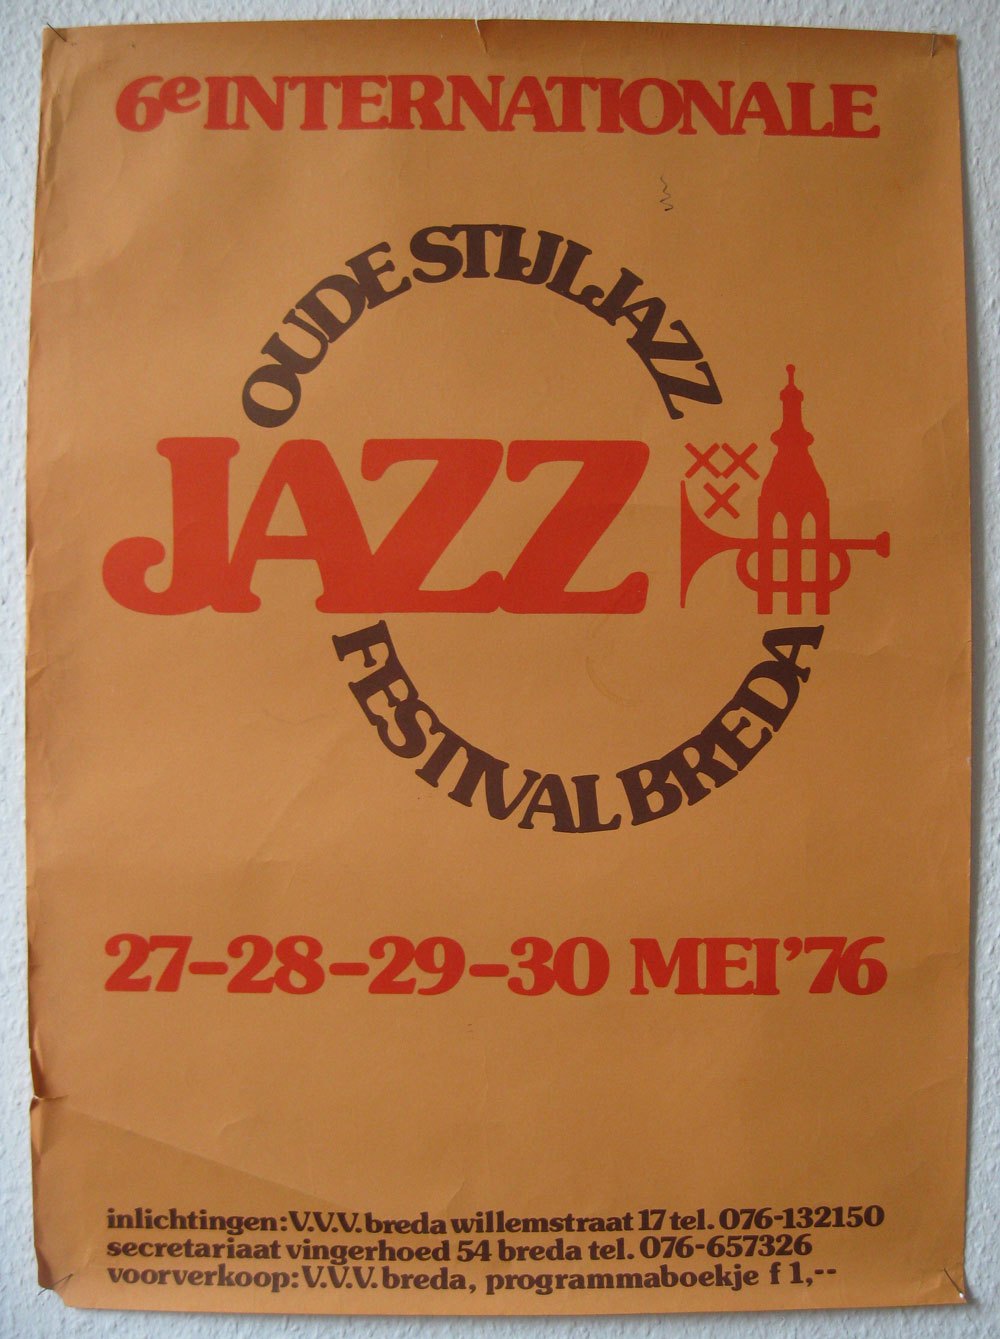 6e INTERNATIONALE
OUDE STIJL JAZZ
JAZZ
XX
X
FESTIVAL BREDA
27-28-29-30 MEI '76
inlichtingen: V.V.V. breda willemstraat 17 tel. 076-132150
secretariaat vingerhoed 54 breda tel. 076-657326
voorverkoop: V.V.V. breda, programmaboekje f 1,--